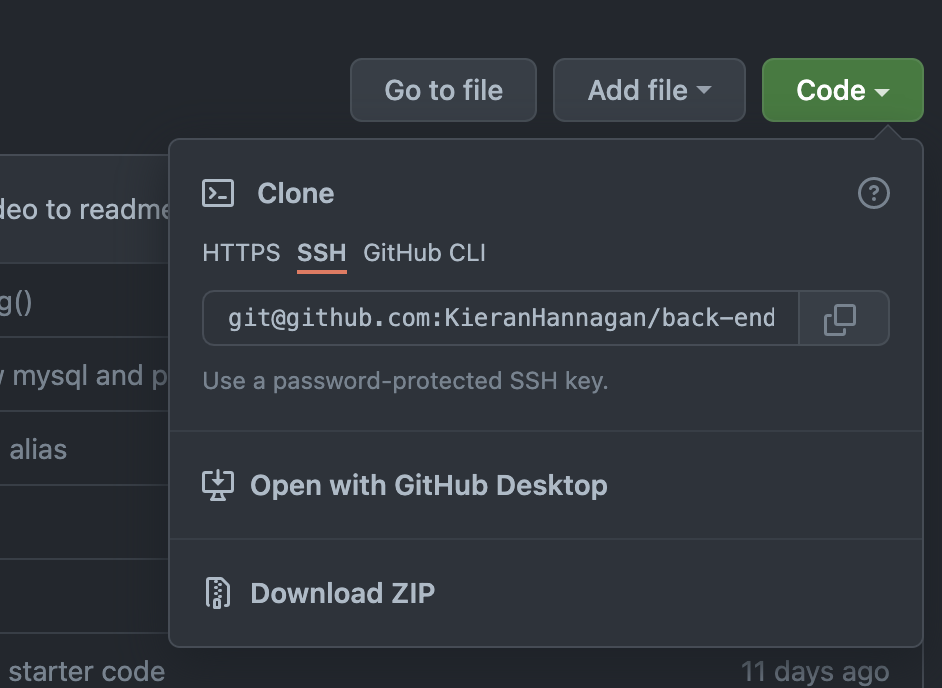 Go to file Add file Code
Clone
deo to readme
HTTPS SSH GitHub CLI
g()
git@github.com:KieranHannagan/back-end
mysql and p
Use a password-protected SSH key.
alias
Open with GitHub Desktop
Download ZIP
starter code 11 days ago